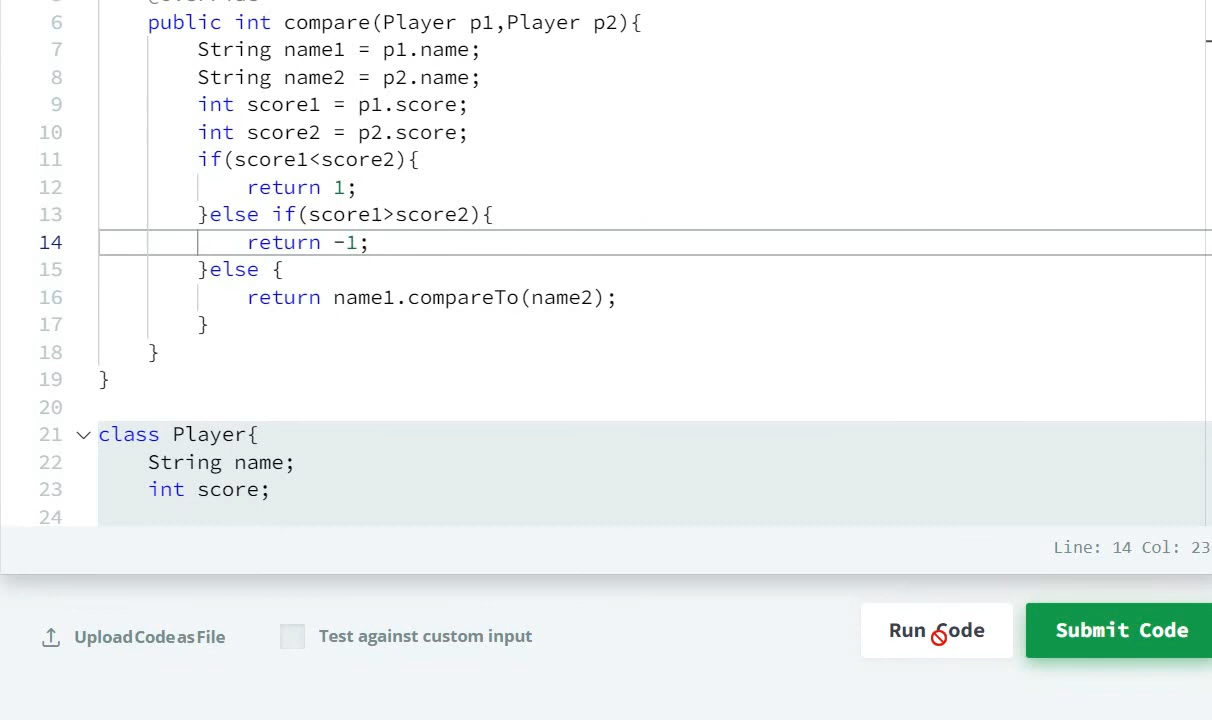 6 public int compare(Player p1,Player p2){
7 String name1 = p1.name;
8 String name2 = p2.name;
9 int score1 = p1.score;
10 int score2 = p2.score;
11 if(score1<score2){
12 return 1;
13 }else if(score1>score2){
14 return -1;
15 }else {
16 return name1.compareTo(name2);
17 }
18 }
19 }
20
21 class Player{
22 String name;
23 int score;
24
Line: 14 Col: 23
Upload Code as File
Test against custom input
Run Code
Submit Code